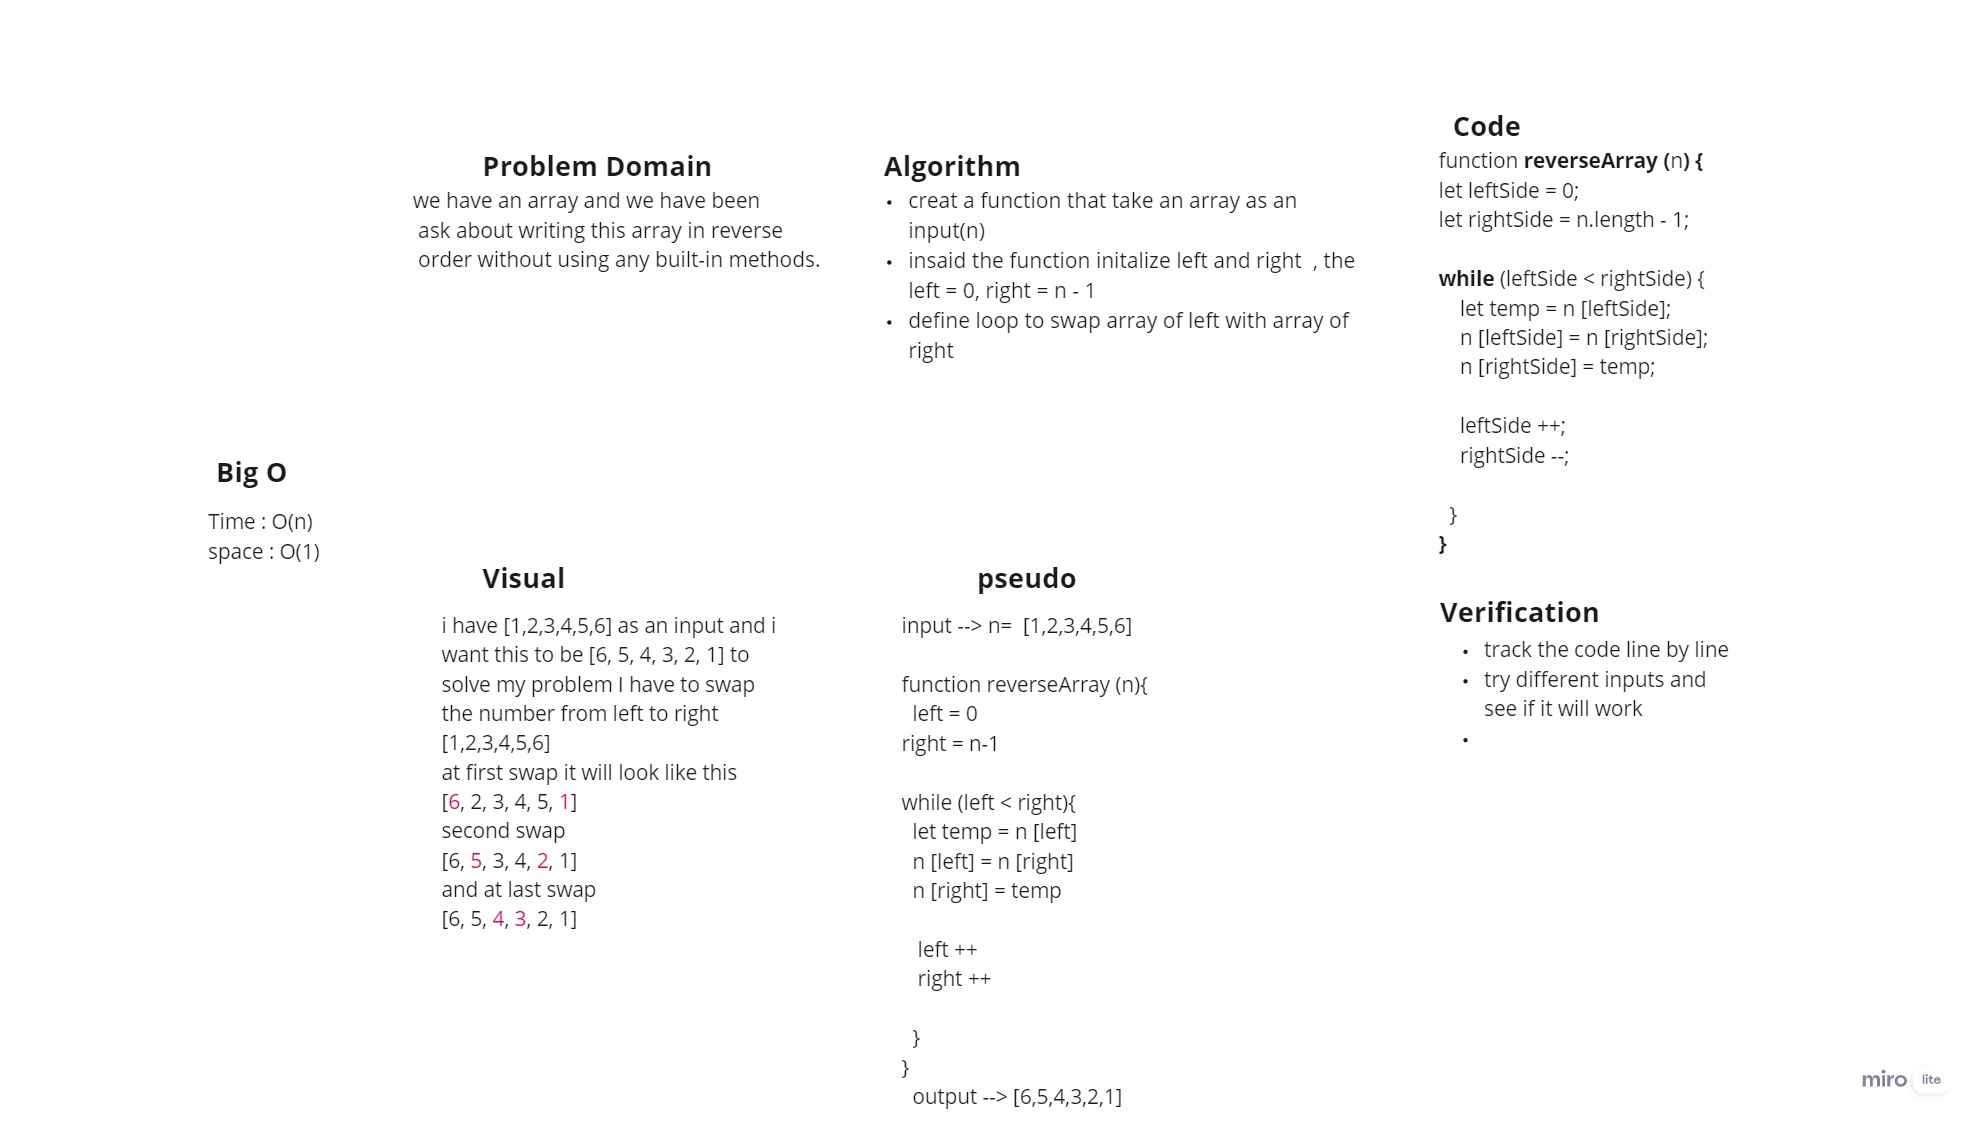 Problem Domain
we have an array and we have been
ask about writing this array in reverse
order without using any built-in methods.
Algorithm
• creat a function that take an array as an
input(n)
• insaid the function initalize left and right , the
left = 0, right = n - 1
• define loop to swap array of left with array of
right
Code
function reverseArray (n) {
let leftSide = 0;
let rightSide = n.length - 1;
while (leftSide < rightSide) {
let temp = n [leftSide];
n [leftSide] = n [rightSide];
n [rightSide] = temp;
leftSide ++;
rightSide --;
}
}
Big O
Time : O(n)
space : O(1)
Visual
i have [1,2,3,4,5,6] as an input and i
want this to be [6, 5, 4, 3, 2, 1] to
solve my problem I have to swap
the number from left to right
[1,2,3,4,5,6]
at first swap it will look like this
[6, 2, 3, 4, 5, 1]
second swap
[6, 5, 3, 4, 2, 1]
and at last swap
[6, 5, 4, 3, 2, 1]
pseudo
input --> n= [1,2,3,4,5,6]
function reverseArray (n){
left = 0
right = n-1
while (left < right){
let temp = n [left]
n [left] = n [right]
n [right] = temp
left ++
right ++
}
}
output --> [6,5,4,3,2,1]
Verification
• track the code line by line
• try different inputs and
see if it will work
•
miro lite